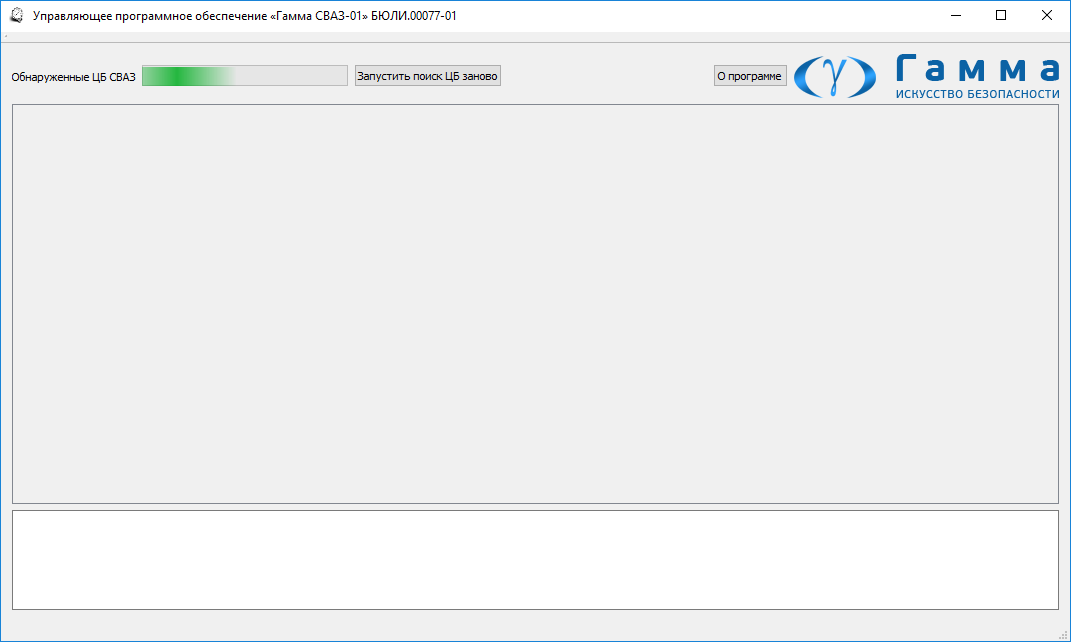 Управляющее программное обеспечение «Гамма СВАЗ-01» БЮЛИ.00077-01
Обнаруженные ЦБ СВАЗ
Запустить поиск ЦБ заново
О программе
γ
Гамма
ИСКУССТВО БЕЗОПАСНОСТИ